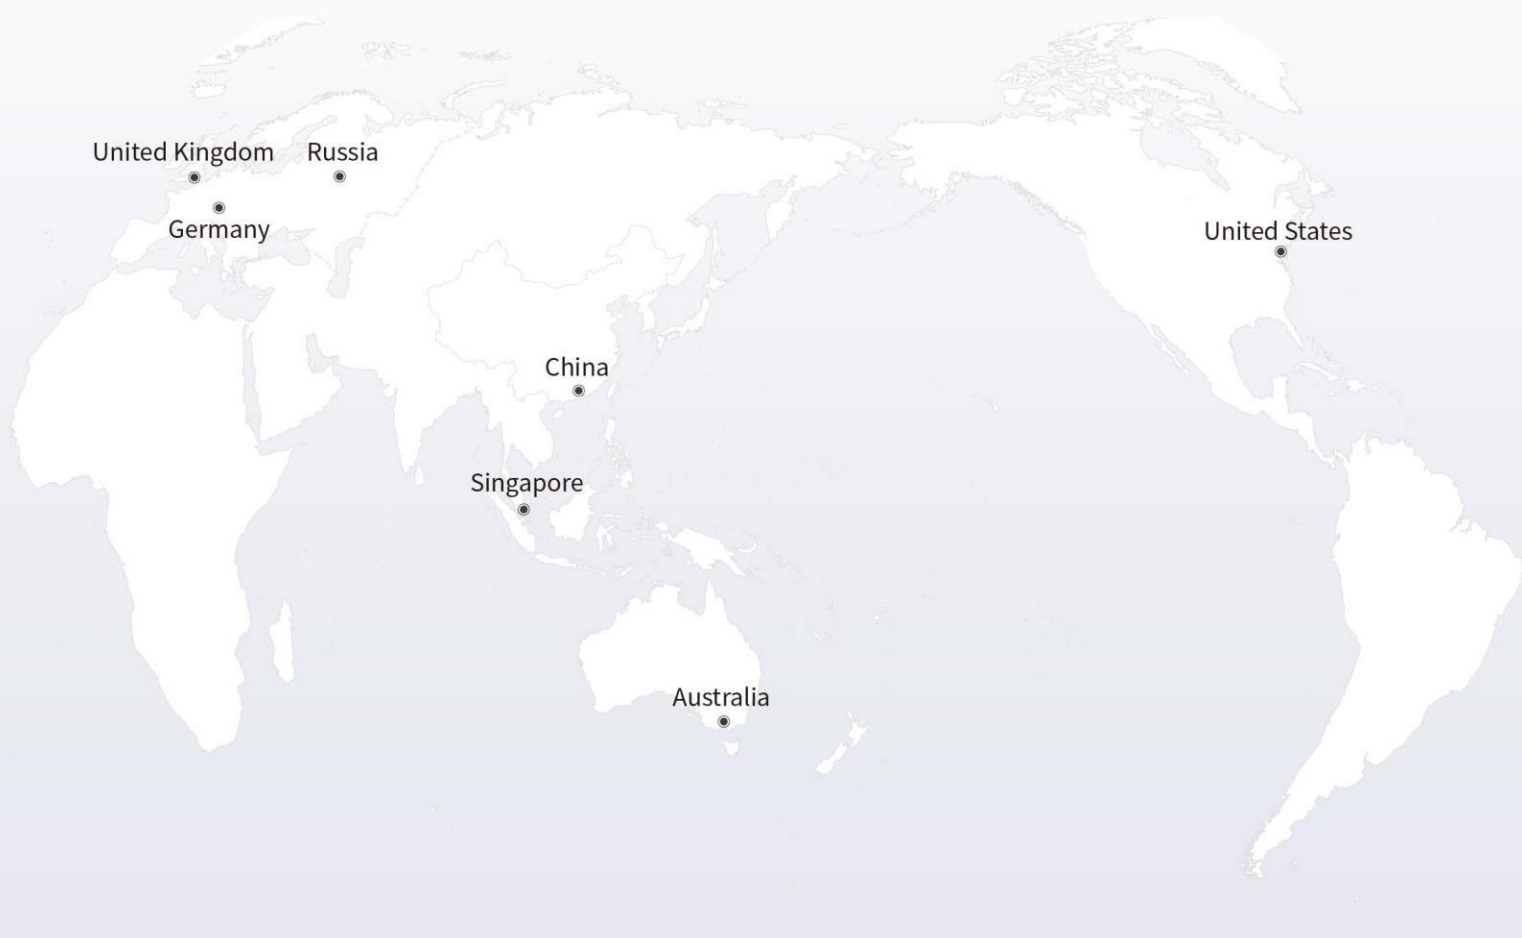 United Kingdom
Russia
Germany
United States
China
Singapore
Australia